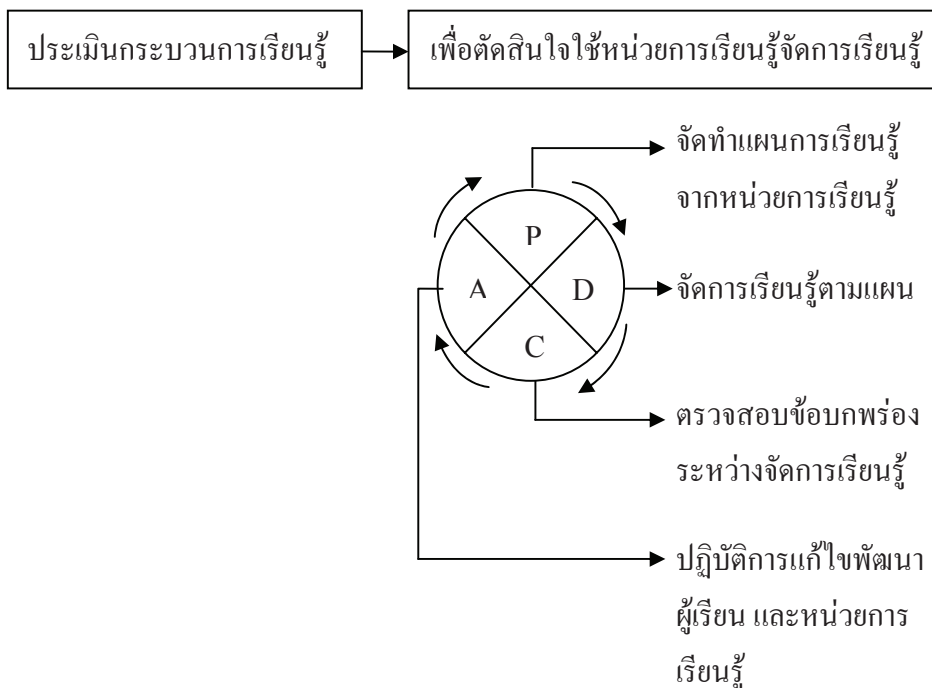 ประเมินกระบวนการเรียนรู้
เพื่อตัดสินใจใช้หน่วยการเรียนรู้จัดการเรียนรู้
จัดทำแผนการเรียนรู้
จากหน่วยการเรียนรู้
P
A
D
C
จัดการเรียนรู้ตามแผน
ตรวจสอบข้อบกพร่อง
ระหว่างจัดการเรียนรู้
ปฏิบัติการแก้ไขพัฒนา
ผู้เรียน และหน่วยการ
เรียนรู้